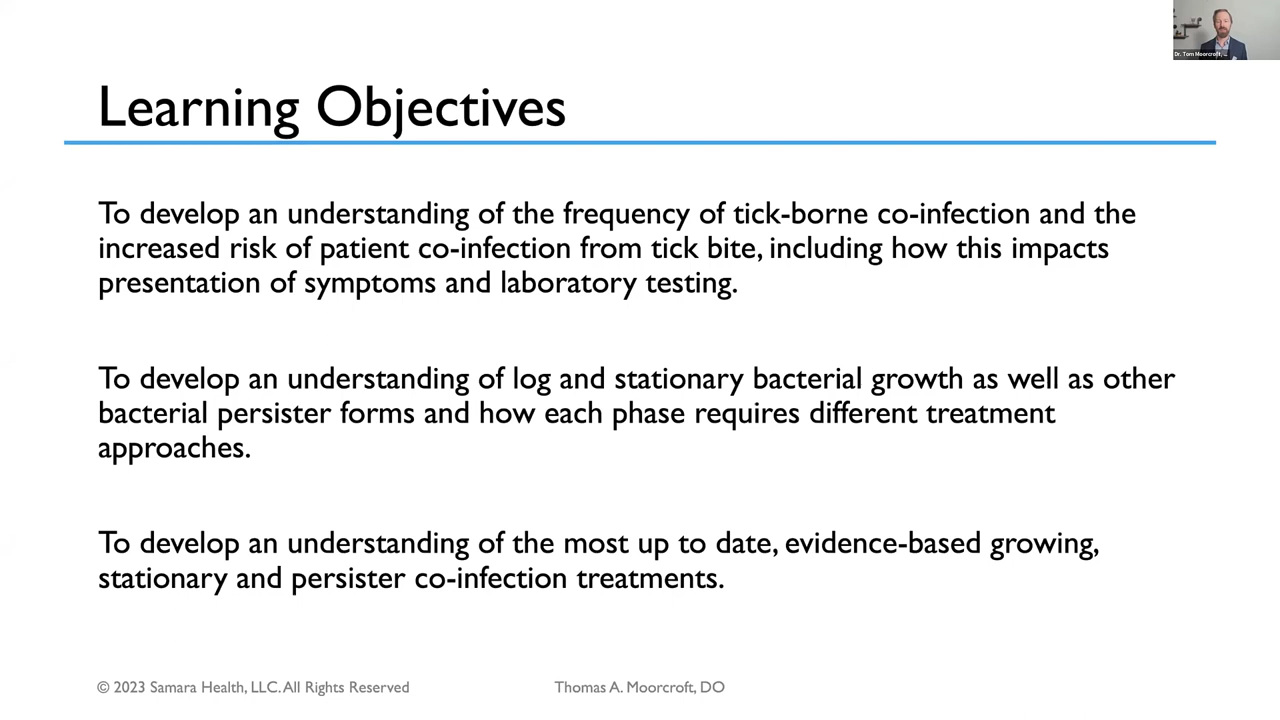 Dr. Tom Moorcroft, ...
Learning Objectives
To develop an understanding of the frequency of tick-borne co-infection and the
increased risk of patient co-infection from tick bite, including how this impacts
presentation of symptoms and laboratory testing.
To develop an understanding of log and stationary bacterial growth as well as other
bacterial persister forms and how each phase requires different treatment
approaches.
To develop an understanding of the most up to date, evidence-based growing,
stationary and persister co-infection treatments.
© 2023 Samara Health, LLC. All Rights Reserved
Thomas A. Moorcroft, DO